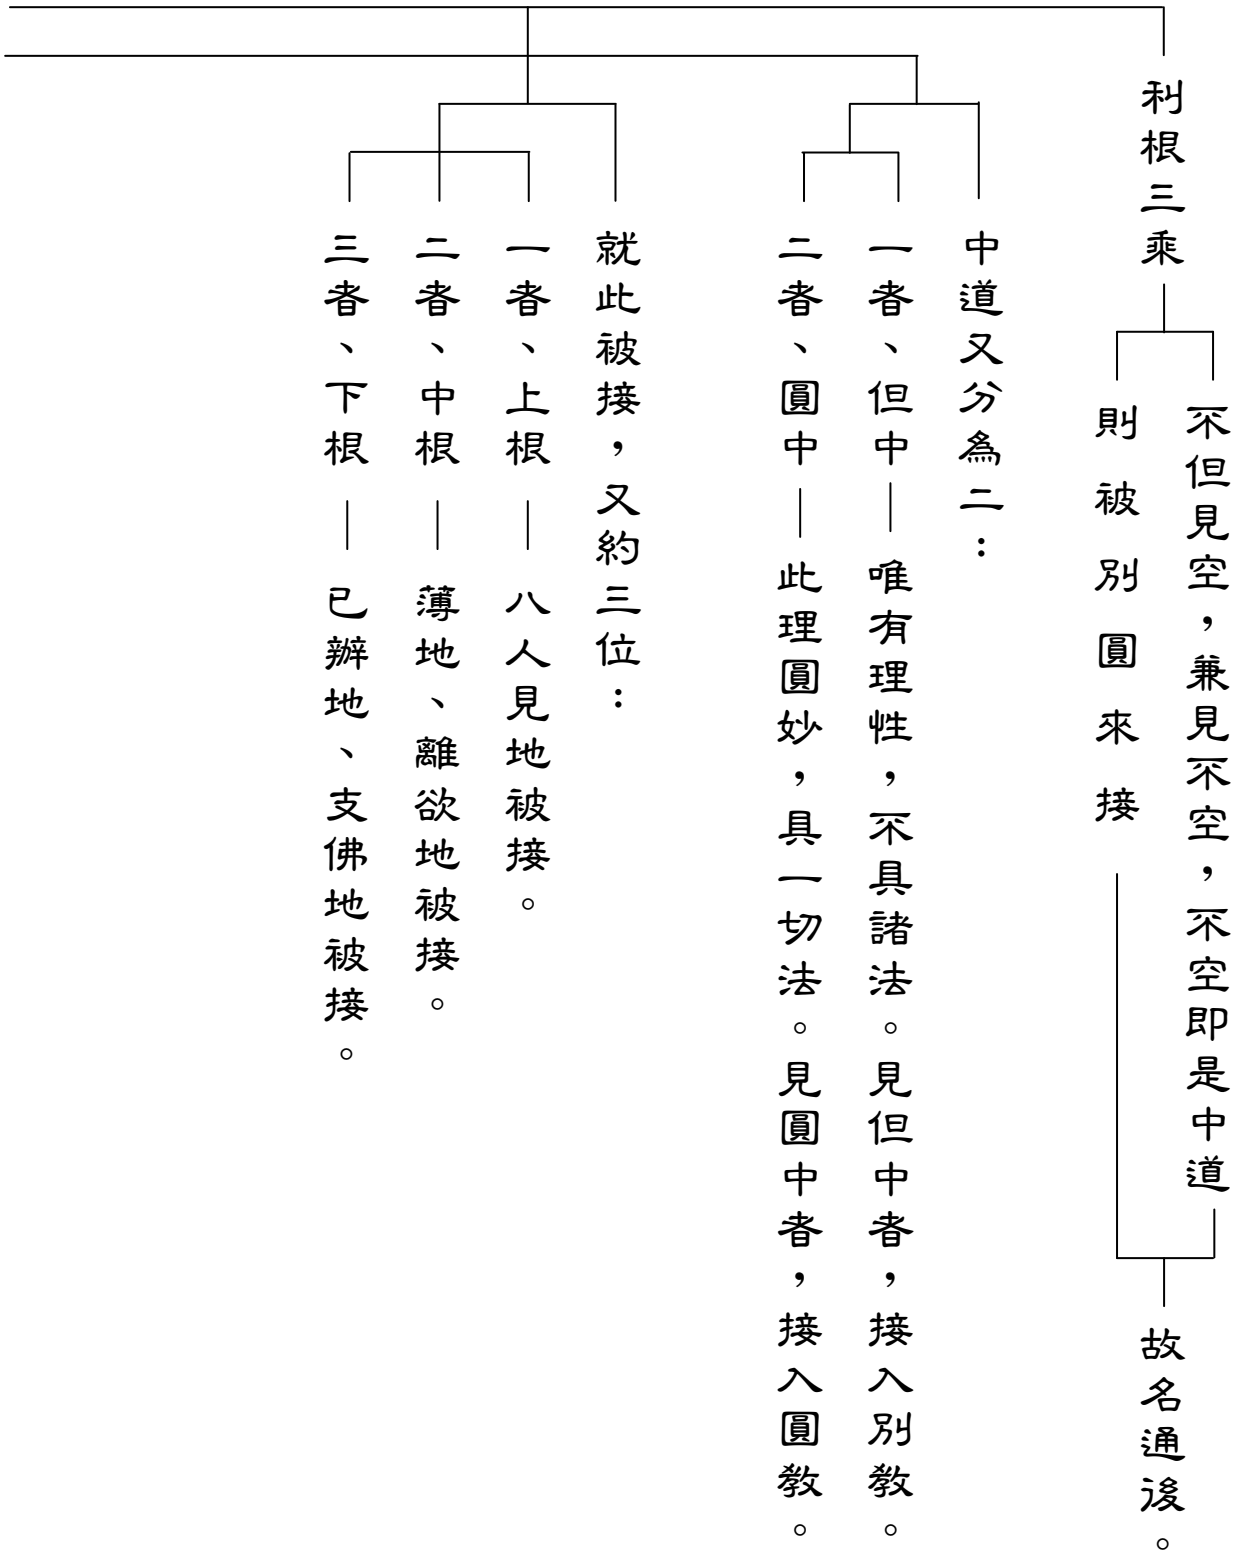 利根三乘
不但見空，兼見不空，不空即是中道
則被別圓來接
故名通後。
中道又分為二：
一者、但中—唯有理性，不具諸法。見但中者，接入別教。
二者、圓中—此理圓妙，具一切法。見圓中者，接入圓教。
就此被接，又約三位：
一者、上根—八人見地被接。
二者、中根—薄地、離欲地被接。
三者、下根—已辦地、支佛地被接。